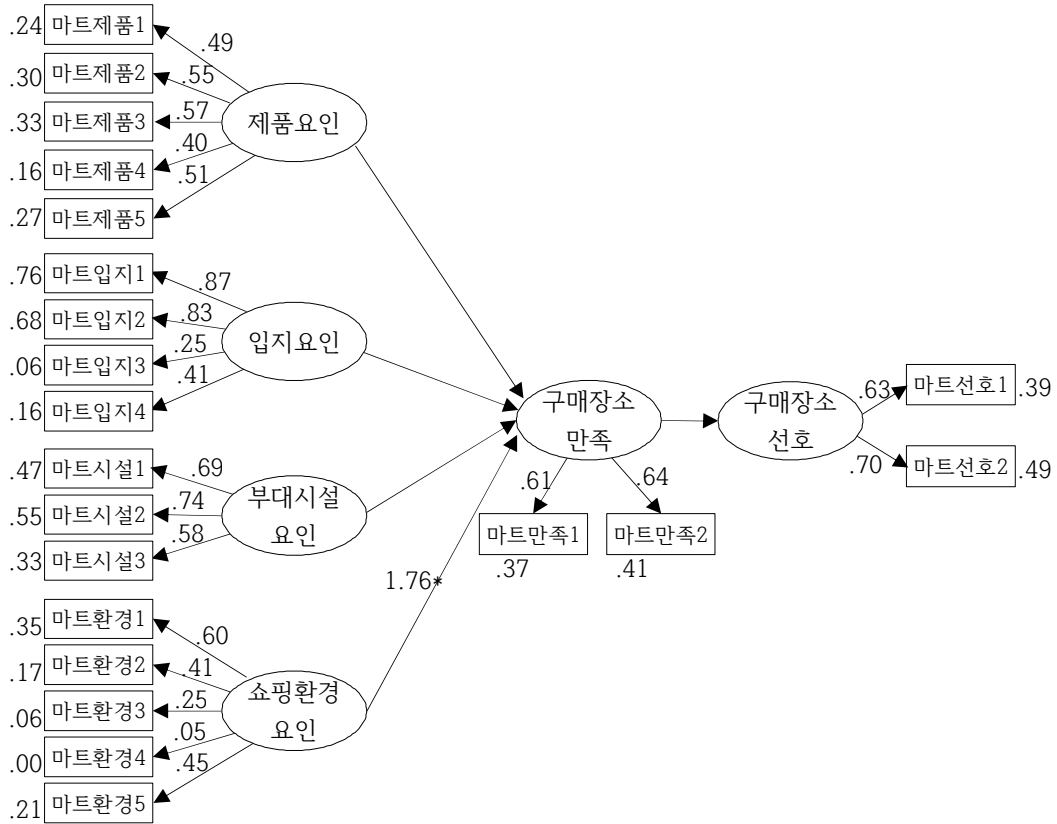 .24 마트제품1
.49
.30 마트제품2
.55
.33 마트제품3
.57
.16 마트제품4
.40
.27 마트제품5
.51
제품요인
.76 마트입지1
.87
.68 마트입지2
.83
.06 마트입지3
.25
.16 마트입지4
.41
입지요인
.47 마트시설1
.69
.55 마트시설2
.74
.33 마트시설3
.58
부대시설
요인
.35 마트환경1
.60
.17 마트환경2
.41
.06 마트환경3
.25
.00 마트환경4
.05
.21 마트환경5
.45
쇼핑환경
요인
1.76*
구매장소
만족
.61
.64
마트만족1
.37
마트만족2
.41
구매장소
선호
.63
마트선호1 .39
.70
마트선호2 .49